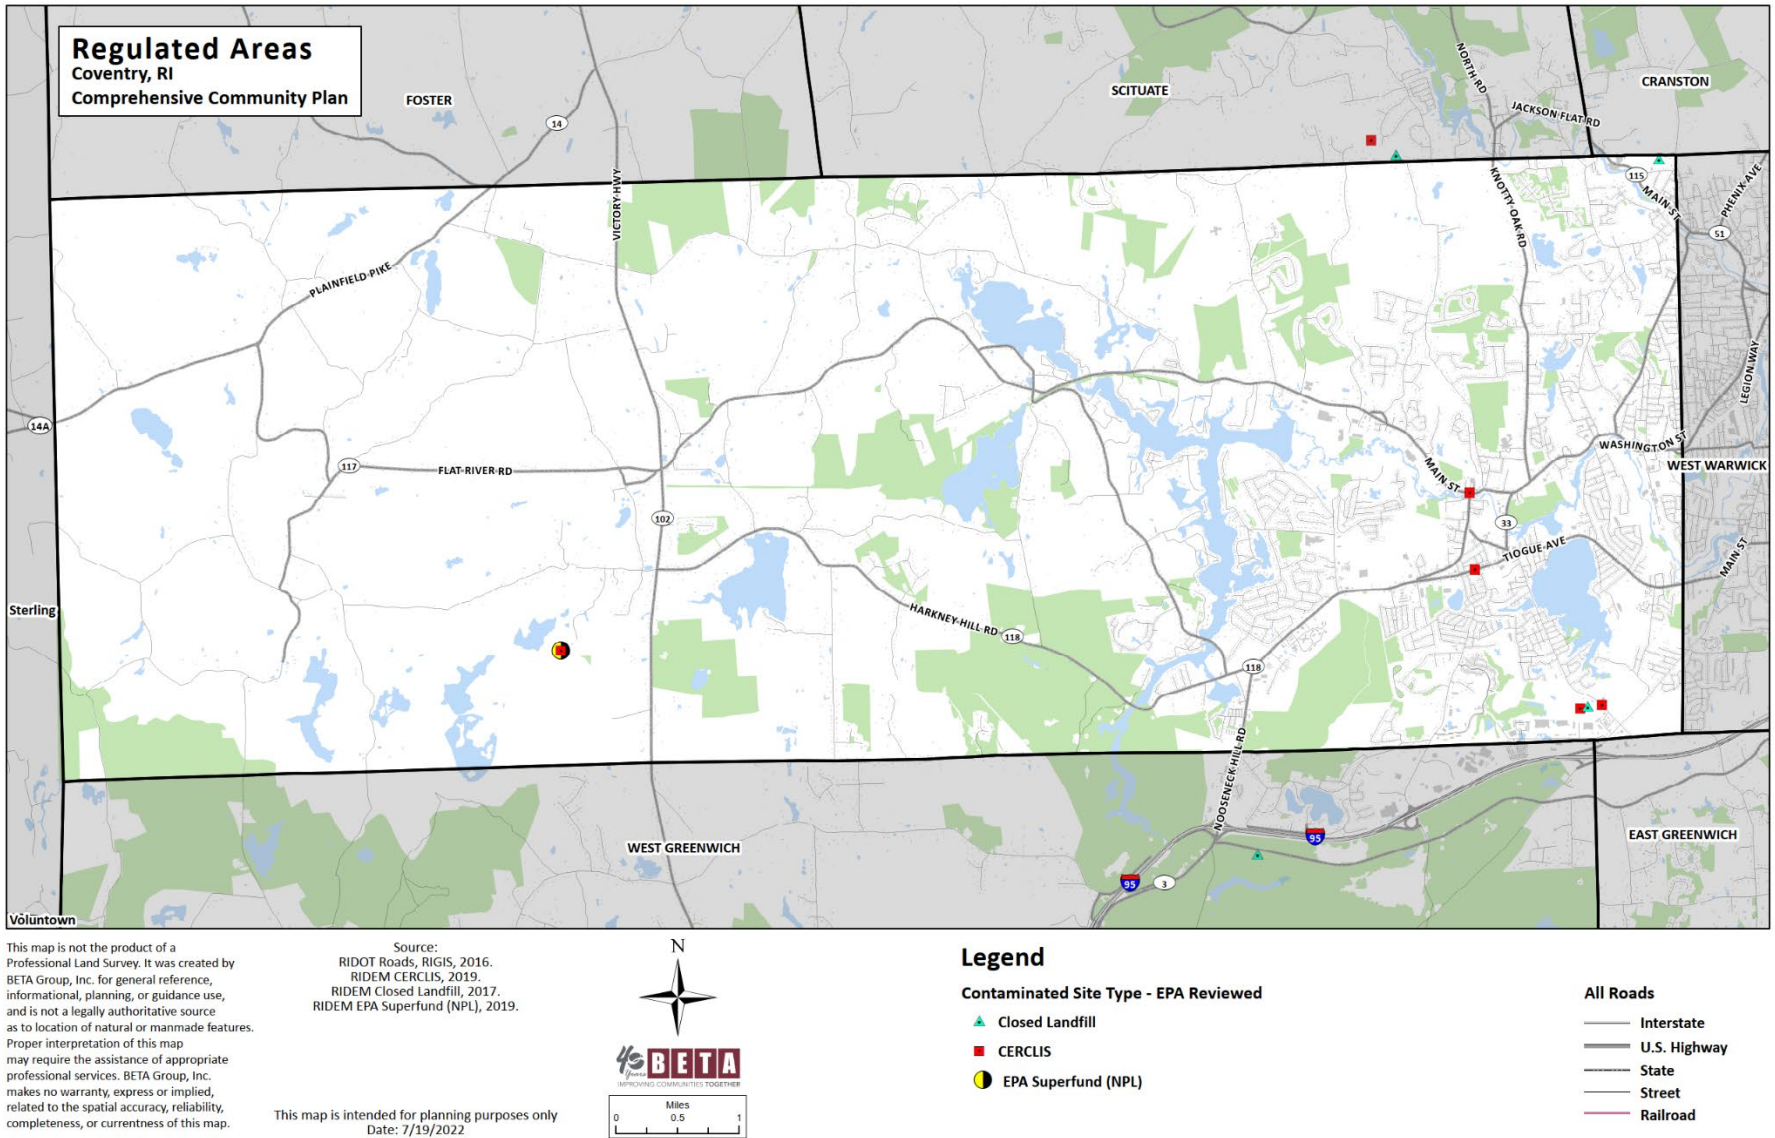 Regulated Areas
Coventry, RI
Comprehensive Community Plan
FOSTER
SCITUATE
CRANSTON
NORTH RD
JACKSON FLAT RD
14
VICTORY HWY
KNOTTY OAK RD
115
MAIN ST
PHENIX AVE
51
PLAINFIELD PIKE
LEGION WAY
14A
117
FLAT RIVER RD
MAIN ST
WASHINGTON ST
WEST WARWICK
102
33
TIOGUE AVE
MAIN ST
Sterling
HARKNEY HILL RD
118
118
NOOSENECK HILL RD
WEST GREENWICH
95
EAST GREENWICH
95
3
Voluntown
This map is not the product of a
Professional Land Survey. It was created by
BETA Group, Inc. for general reference,
informational, planning, or guidance use,
and is not a legally authoritative source
as to location of natural or manmade features.
Proper interpretation of this map
may require the assistance of appropriate
professional services. BETA Group, Inc.
makes no warranty, express or implied,
related to the spatial accuracy, reliability,
completeness, or currentness of this map.
Source:
RIDOT Roads, RIGIS, 2016.
RIDEM CERCLIS, 2019.
RIDEM Closed Landfill, 2017.
RIDEM EPA Superfund (NPL), 2019.
This map is intended for planning purposes only
Date: 7/19/2022
N
40 Years BETA
IMPROVING COMMUNITIES TOGETHER
Miles
0 0.5 1
Legend
Contaminated Site Type - EPA Reviewed
Closed Landfill
CERCLIS
EPA Superfund (NPL)
All Roads
Interstate
U.S. Highway
State
Street
Railroad